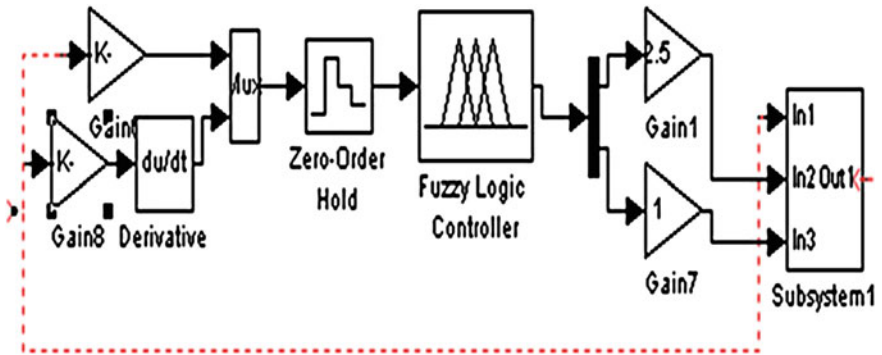 K-
Mux
2.5
Gain1
In1
In2 Out1
In3
Subsystem1
Zero-Order
Hold
Fuzzy Logic
Controller
K-
du/dt
Gain8 Derivative
1
Gain7